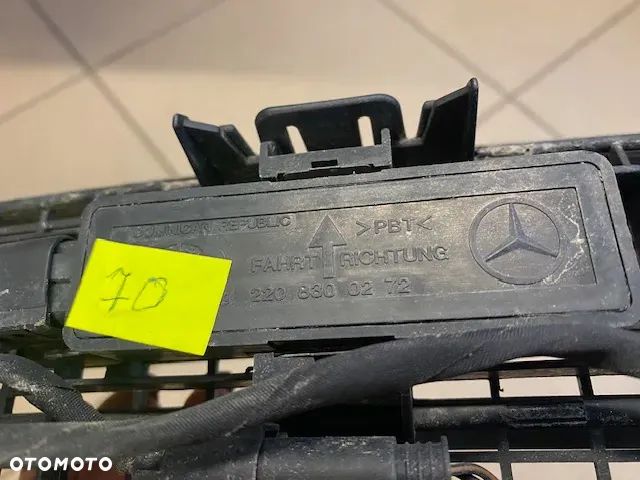 DOMINICAN REPUBLIC
>PBT<
FAHRTRICHTUNG
220 830 02 72
70
OTOMOTO